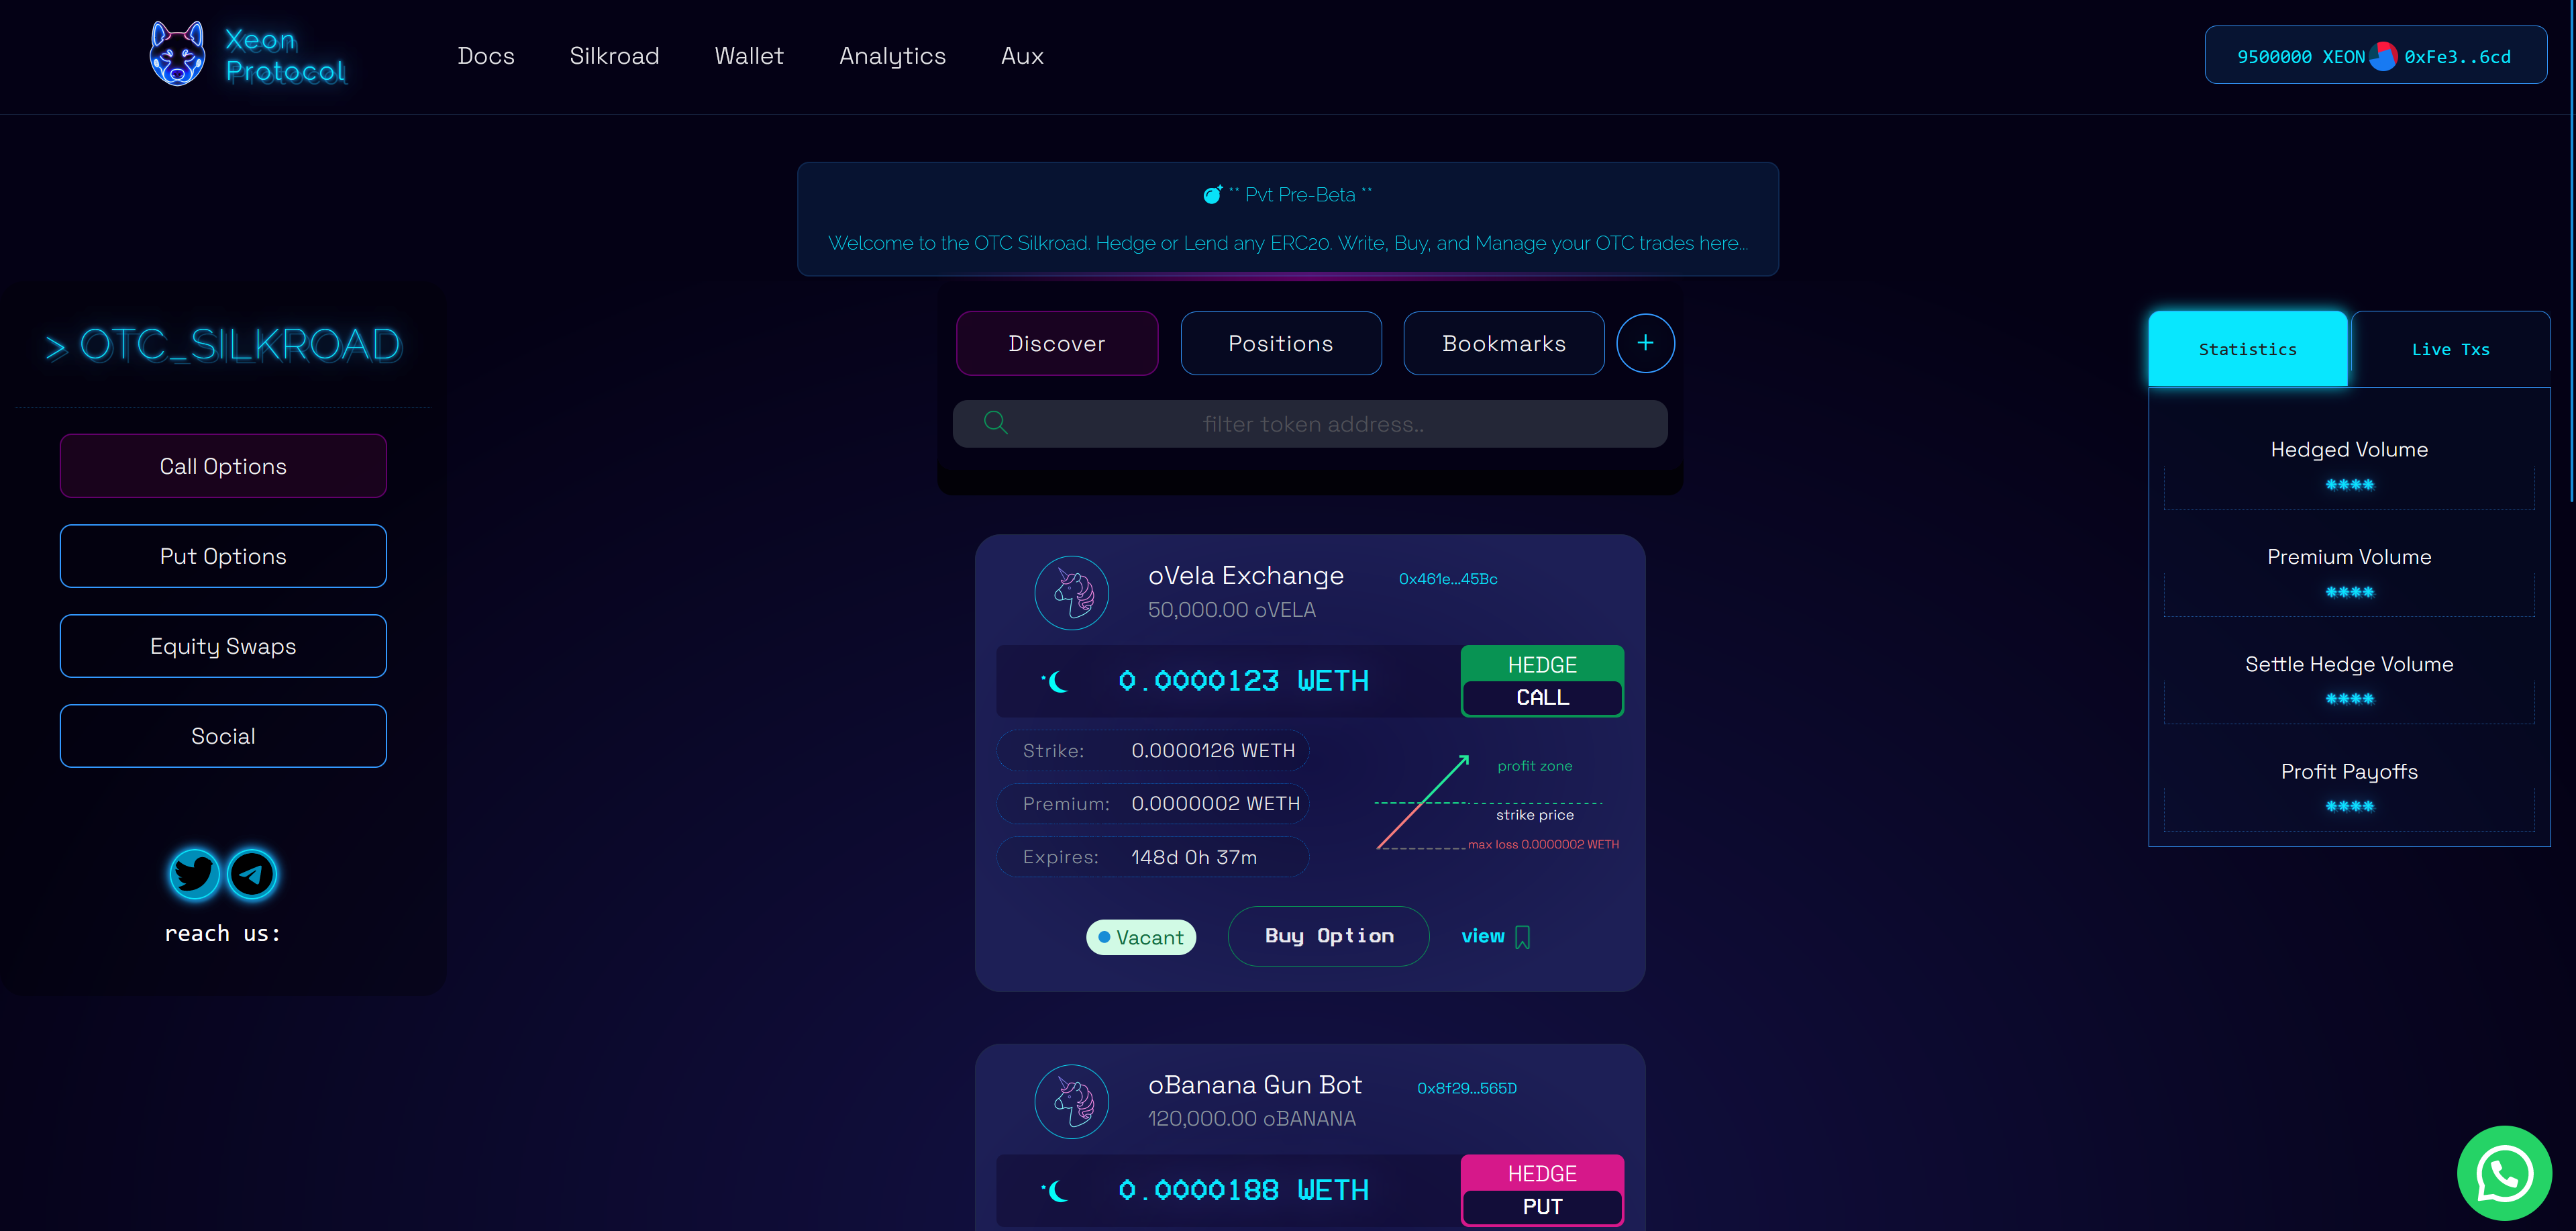 Xeon
Protocol
Docs
Silkroad
Wallet
Analytics
Aux
9500000 XEON 0xFe3..6cd
** Pvt Pre-Beta **
Welcome to the OTC Silkroad. Hedge or Lend any ERC20. Write, Buy, and Manage your OTC trades here...
> OTC_SILKROAD
Call Options
Put Options
Equity Swaps
Social
reach us:
Discover
Positions
Bookmarks
+
filter token address..
oVela Exchange
0x461e...45Bc
50,000.00 oVELA
0.0000123 WETH
HEDGE
CALL
Strike: 0.0000126 WETH
Premium: 0.0000002 WETH
Expires: 148d 0h 37m
profit zone
strike price
max loss 0.0000002 WETH
Vacant
Buy Option
view
oBanana Gun Bot
0x8f29...565D
120,000.00 oBANANA
0.0000188 WETH
HEDGE
PUT
Statistics
Live Txs
Hedged Volume
****
Premium Volume
****
Settle Hedge Volume
****
Profit Payoffs
****